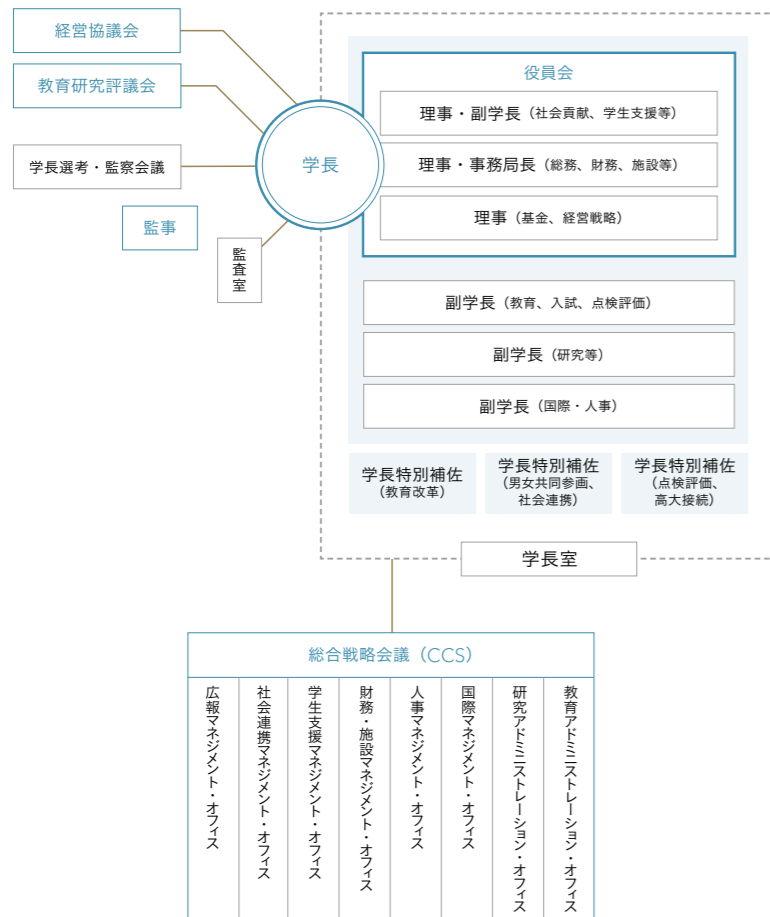 経営協議会
教育研究評議会
学長選考・監察会議
監事
監査室
学長
役員会
理事・副学長（社会貢献、学生支援等）
理事・事務局長（総務、財務、施設等）
理事（基金、経営戦略）
副学長（教育、入試、点検評価）
副学長（研究等）
副学長（国際・人事）
学長特別補佐
（教育改革）
学長特別補佐
（男女共同参画、
社会連携）
学長特別補佐
（点検評価、
高大接続）
学長室
総合戦略会議（CCS）
広報マネジメント・オフィス
社会連携マネジメント・オフィス
学生支援マネジメント・オフィス
財務・施設マネジメント・オフィス
人事マネジメント・オフィス
国際マネジメント・オフィス
研究アドミニストレーション・オフィス
教育アドミニストレーション・オフィス